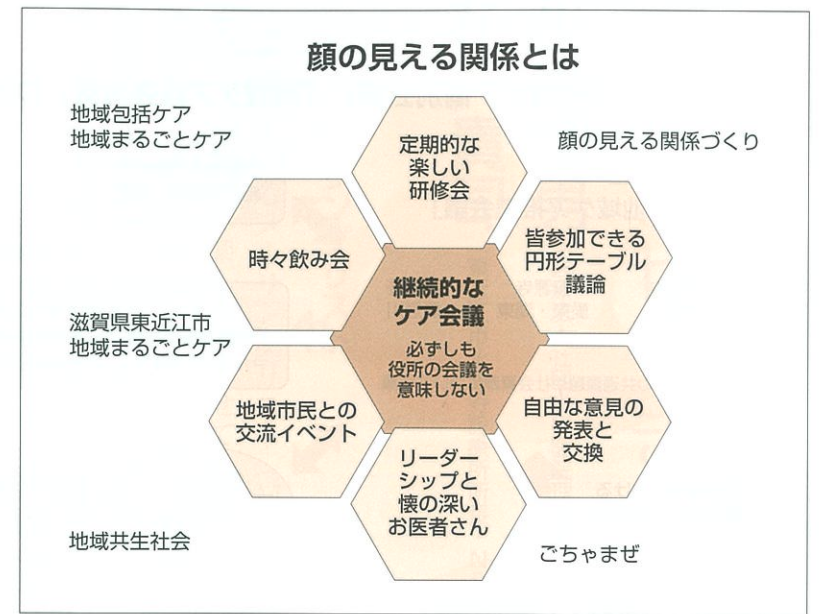 顔の見える関係とは
地域包括ケア
地域まるごとケア
定期的な
楽しい
研修会
顔の見える関係づくり
時々飲み会
皆参加できる
円形テーブル
議論
継続的な
ケア会議
必ずしも
役所の会議を
意味しない
滋賀県東近江市
地域まるごとケア
地域市民との
交流イベント
自由な意見の
発表と
交換
リーダー
シップと
懐の深い
お医者さん
地域共生社会
ごちゃまぜ